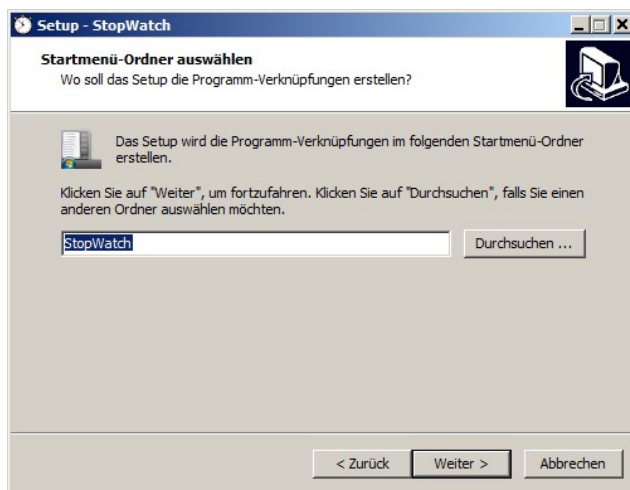 Setup - StopWatch
Startmenü-Ordner auswählen
Wo soll das Setup die Programm-Verknüpfungen erstellen?
Das Setup wird die Programm-Verknüpfungen im folgenden Startmenü-Ordner
erstellen.
Klicken Sie auf "Weiter", um fortzufahren. Klicken Sie auf "Durchsuchen", falls Sie einen
anderen Ordner auswählen möchten.
StopWatch
Durchsuchen ...
< Zurück
Weiter >
Abbrechen